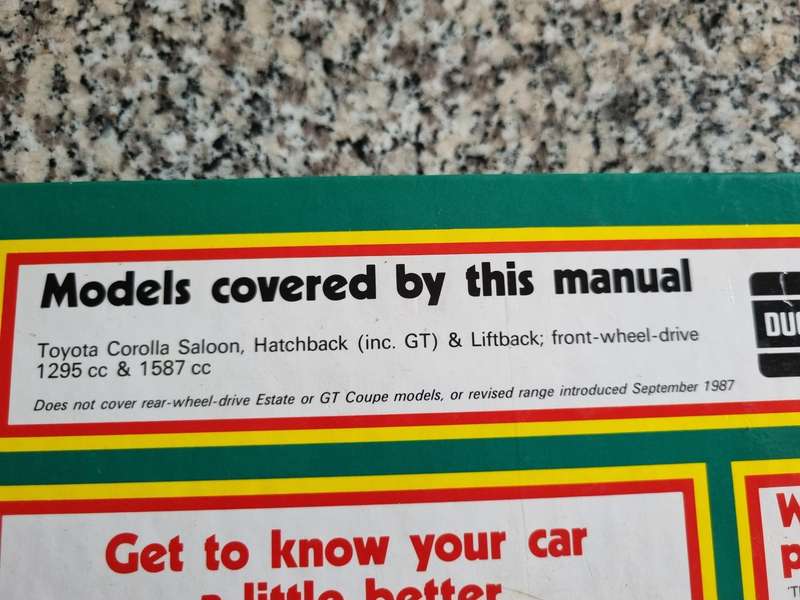 Models covered by this manual
Toyota Corolla Saloon, Hatchback (inc. GT) & Liftback; front-wheel-drive
1295 cc & 1587 cc
Does not cover rear-wheel-drive Estate or GT Coupe models, or revised range introduced September 1987
Get to know your car
a little better